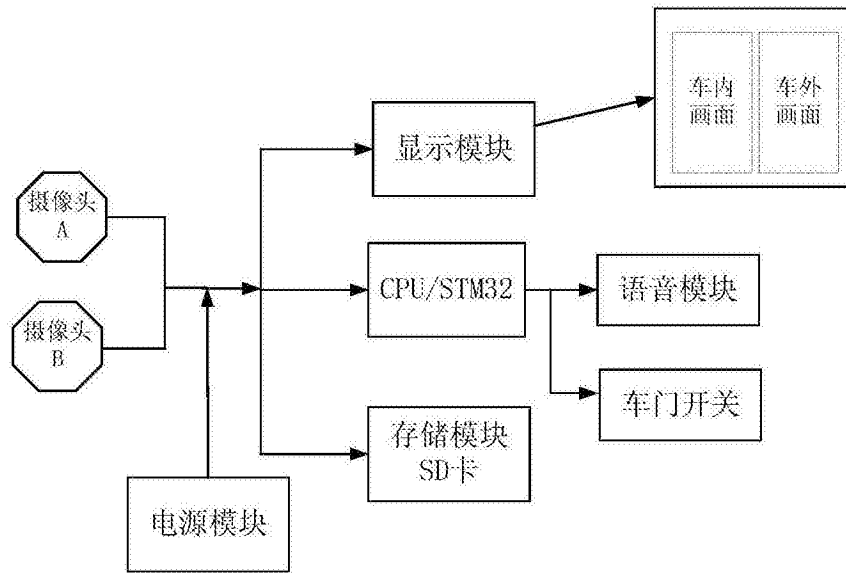 车内
画面
车外
画面
显示模块
摄像头
A
CPU/STM32
语音模块
摄像头
B
车门开关
存储模块
SD卡
电源模块